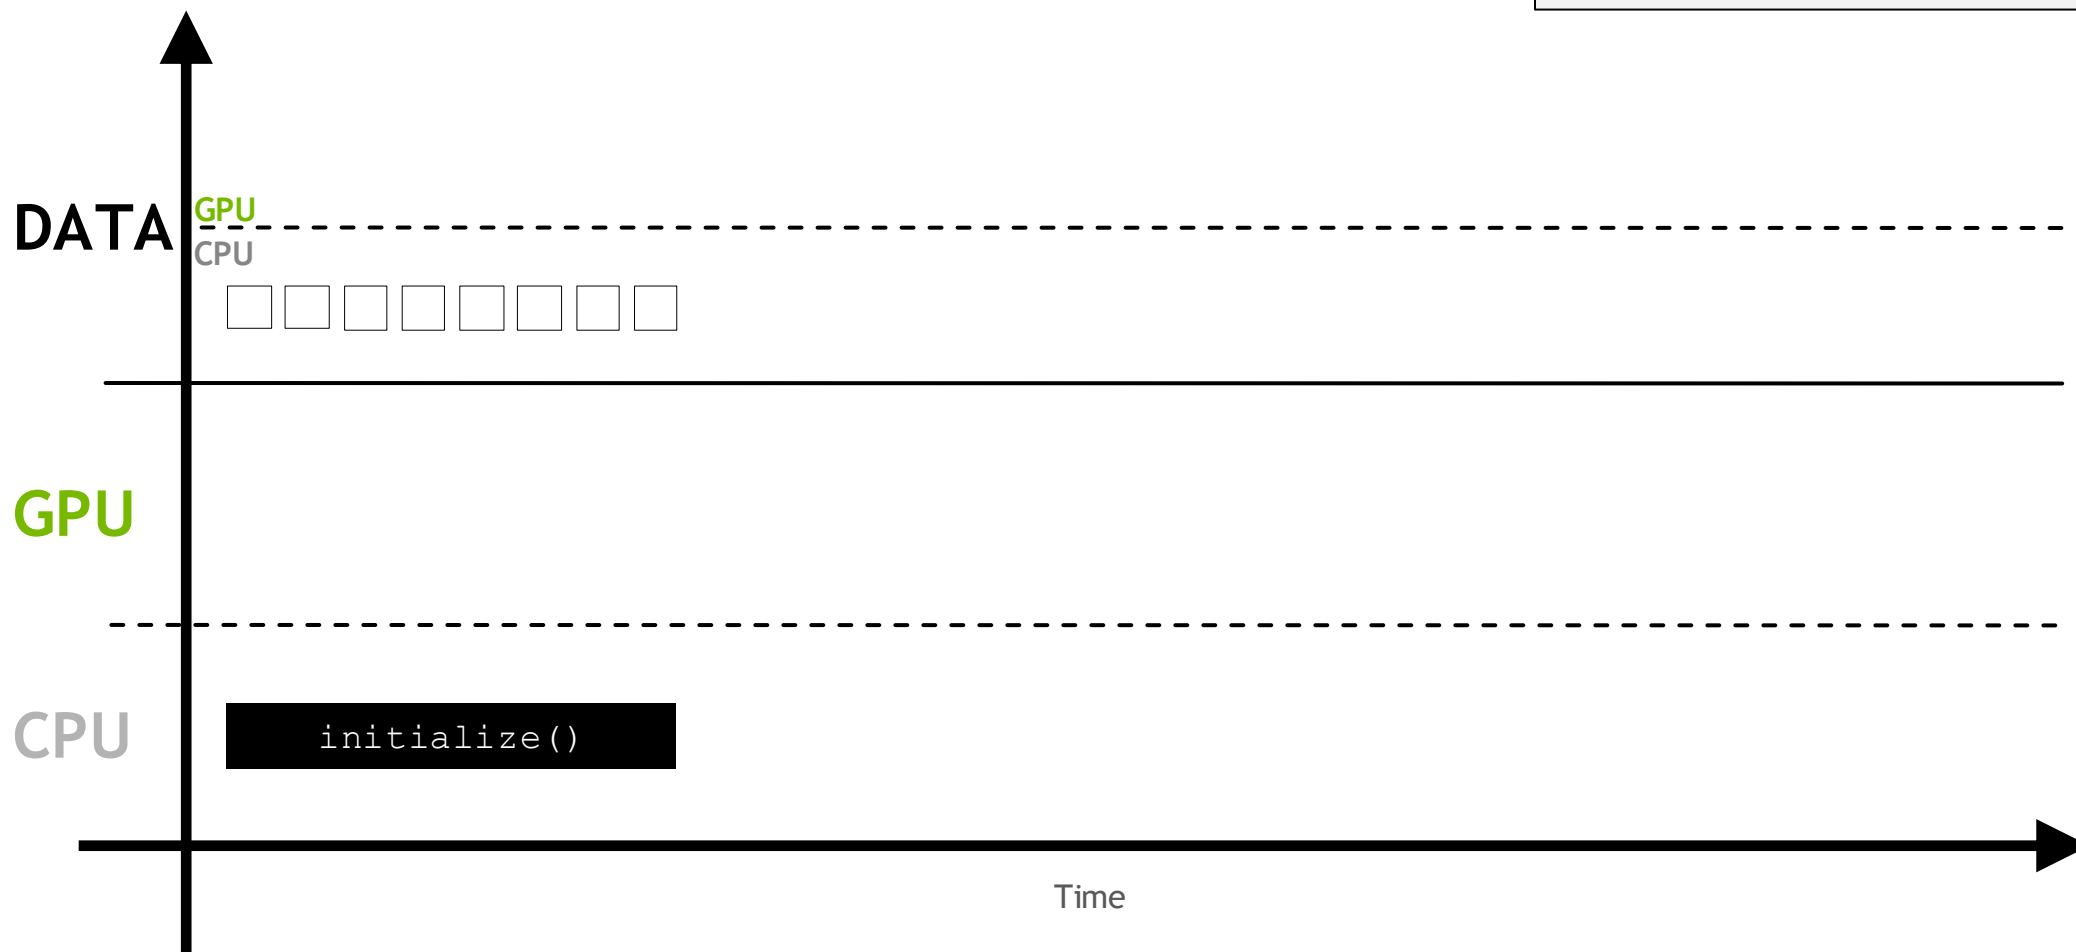 GPU
DATA
CPU
GPU
CPU
initialize()
Time